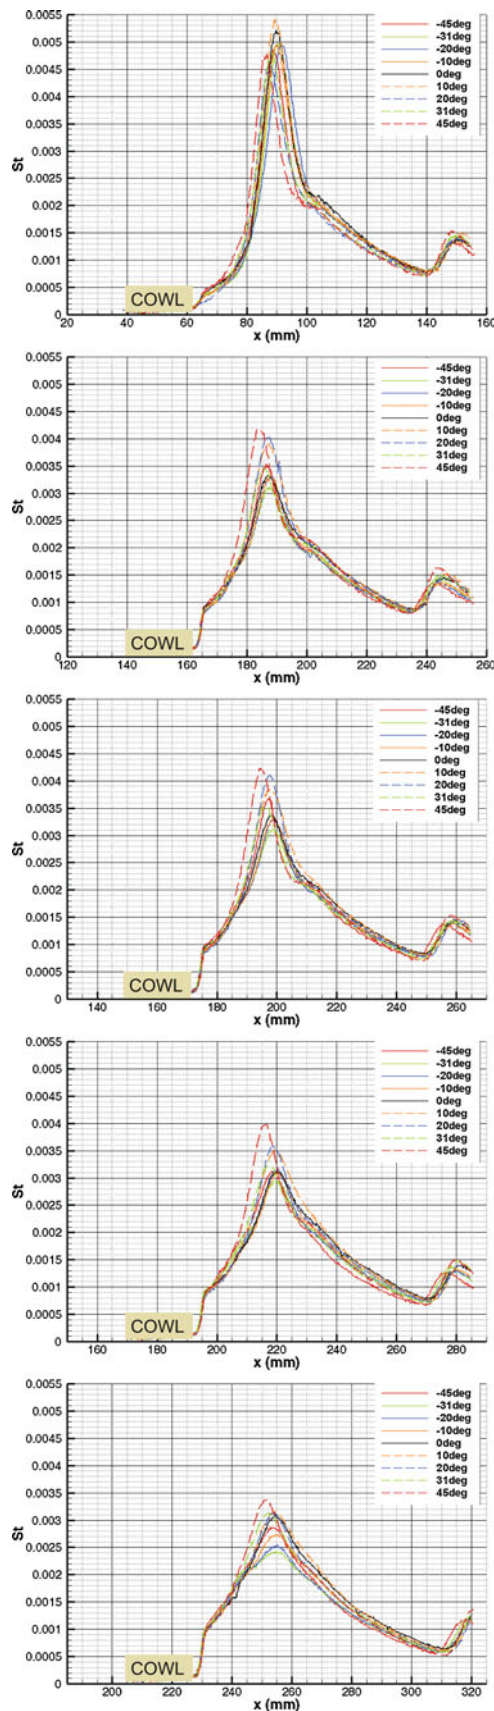 0.0055
0.005
0.0045
0.004
0.0035
0.003
0.0025
0.002
0.0015
0.001
0.0005
0
St
-45deg
-31deg
-20deg
-10deg
0deg
10deg
20deg
31deg
45deg
COWL
20 40 60 80 100 120 140 160
x (mm)
0.0055
0.005
0.0045
0.004
0.0035
0.003
0.0025
0.002
0.0015
0.001
0.0005
0
St
-45deg
-31deg
-20deg
-10deg
0deg
10deg
20deg
31deg
45deg
COWL
120 140 160 180 200 220 240 260
x (mm)
0.0055
0.005
0.0045
0.004
0.0035
0.003
0.0025
0.002
0.0015
0.001
0.0005
0
St
-45deg
-31deg
-20deg
-10deg
0deg
10deg
20deg
31deg
45deg
COWL
140 160 180 200 220 240 260
x (mm)
0.0055
0.005
0.0045
0.004
0.0035
0.003
0.0025
0.002
0.0015
0.001
0.0005
0
St
-45deg
-31deg
-20deg
-10deg
0deg
10deg
20deg
31deg
45deg
COWL
160 180 200 220 240 260 280
x (mm)
0.0055
0.005
0.0045
0.004
0.0035
0.003
0.0025
0.002
0.0015
0.001
0.0005
0
St
-45deg
-31deg
-20deg
-10deg
0deg
10deg
20deg
31deg
45deg
COWL
200 220 240 260 280 300 320
x (mm)